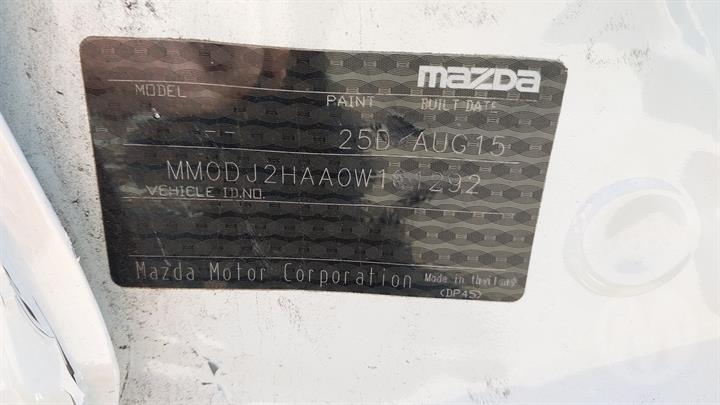 mazda
MODEL PAINT BUILT DATE
-- 25D AUG15
VEHICLE ID.NO.
Mazda Motor Corporation Made in thailand
(DP45)